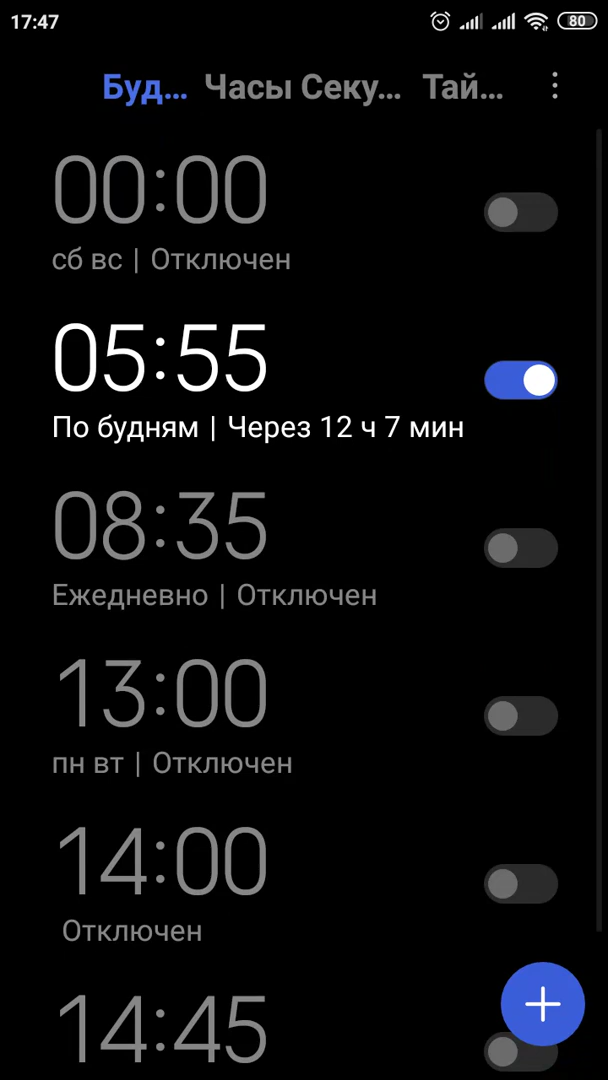 17:47 80
Буд... Часы Секу... Тай...
00:00
сб вс | Отключен
05:55
По будням | Через 12 ч 7 мин
08:35
Ежедневно | Отключен
13:00
пн вт | Отключен
14:00
Отключен
14:45